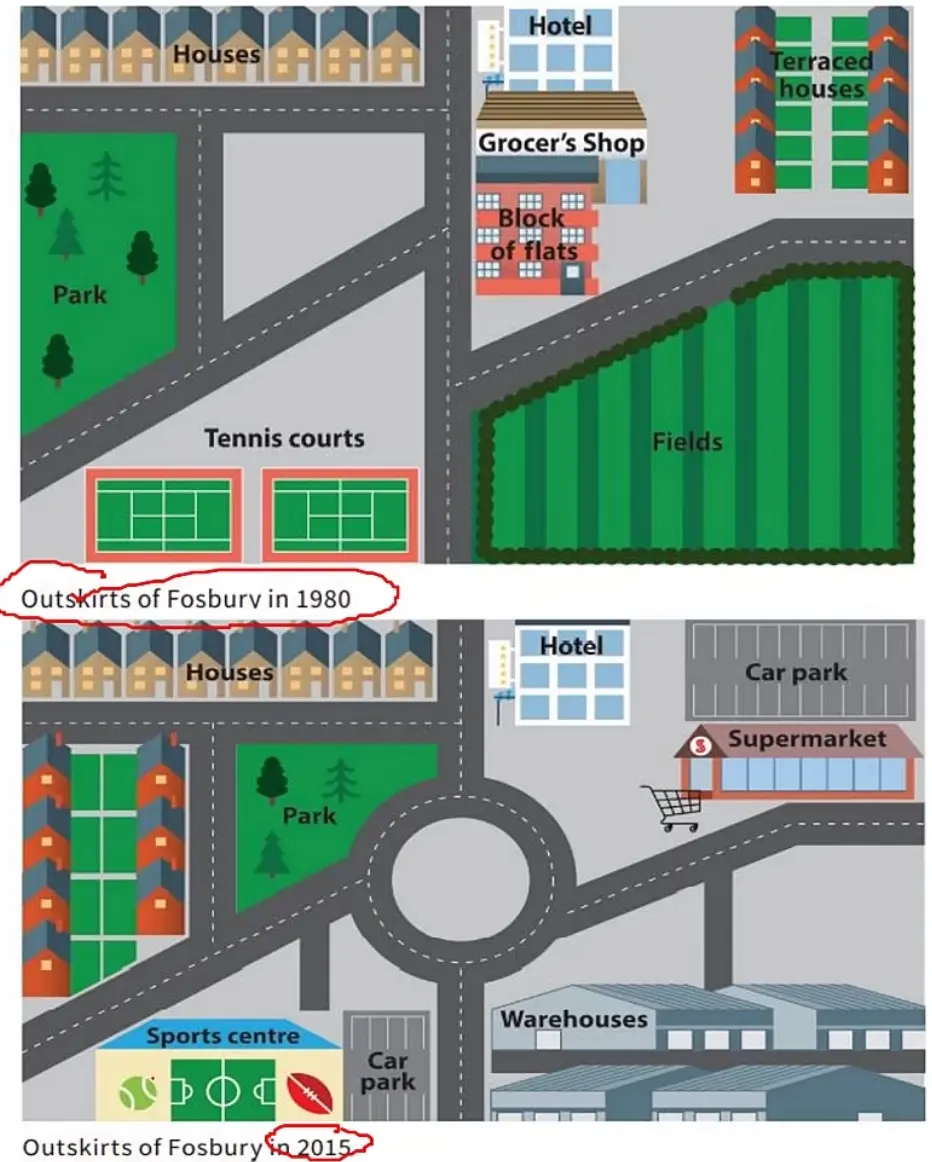 Houses
Hotel
Terraced
houses
Grocer's Shop
Block
of flats
Park
Tennis courts
Fields
Outskirts of Fosbury in 1980
Houses
Hotel
Car park
S Supermarket
Park
Sports centre
Car
park
Warehouses
Outskirts of Fosbury in 2015